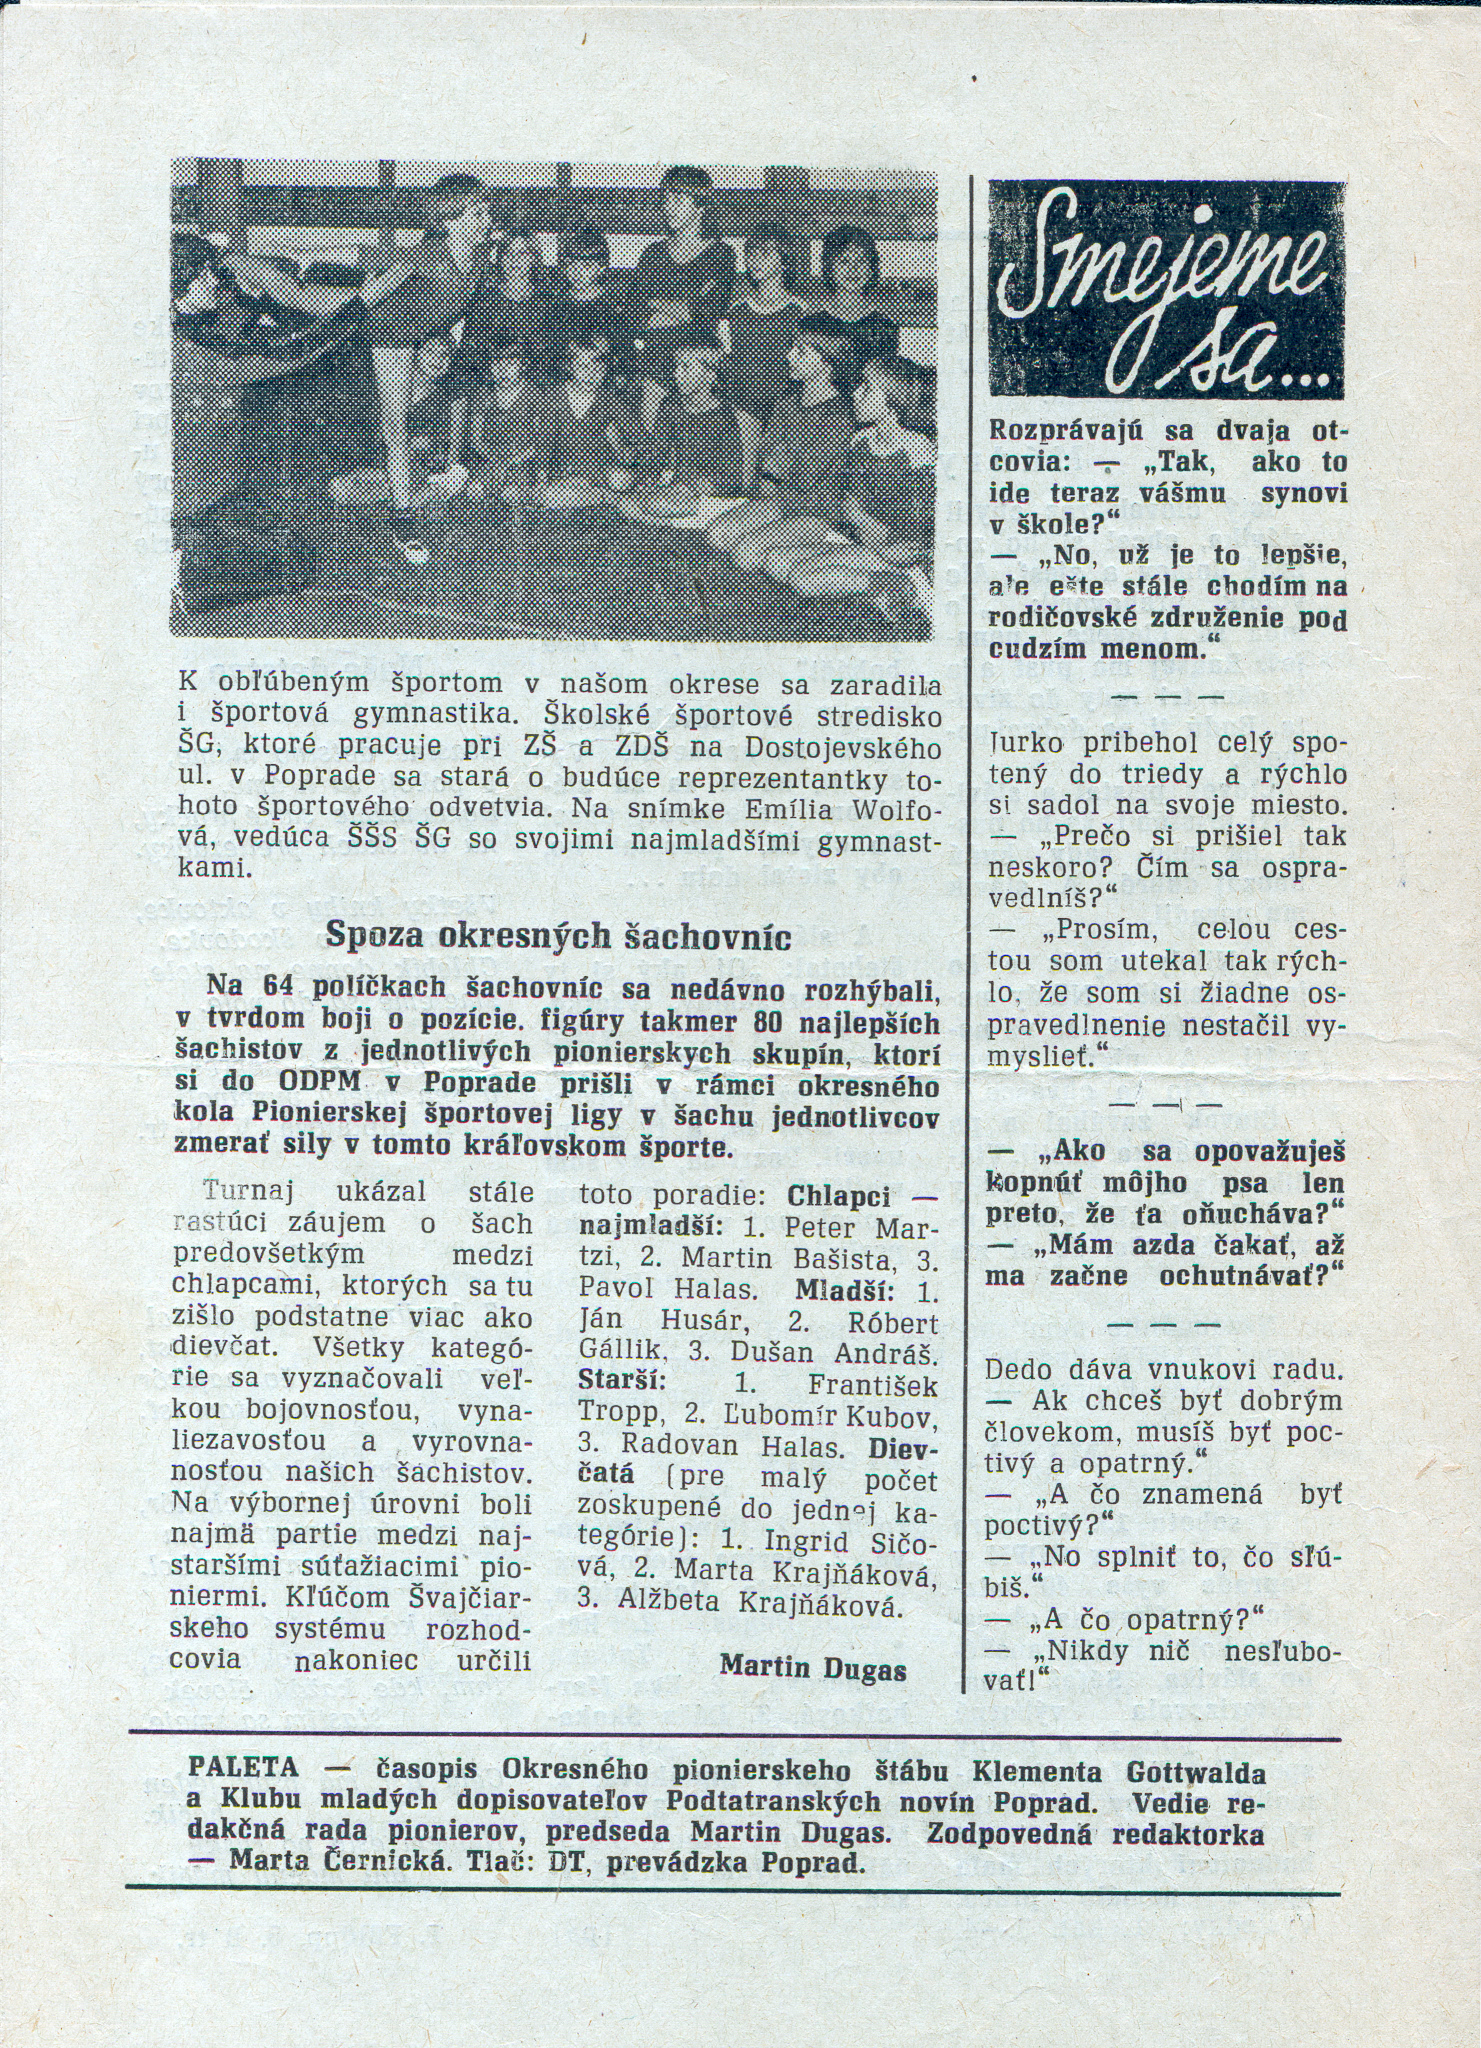 K obľúbeným športom v našom okrese sa zaradila
i športová gymnastika. Školské športové stredisko
ŠG, ktoré pracuje pri ZŠ a ZDŠ na Dostojevského
ul. v Poprade sa stará o budúce reprezentantky to-
hoto športového odvetvia. Na snímke Emília Wolfo-
vá, vedúca ŠŠS ŠG so svojimi najmladšími gymnast-
kami.
Spoza okresných šachovníc
Na 64 políčkach šachovníc sa nedávno rozhýbali,
v tvrdom boji o pozície. figúry takmer 80 najlepších
šachistov z jednotlivých pionierskych skupín, ktorí
si do ODPM v Poprade prišli v rámci okresného
kola Pionierskej športovej ligy v šachu jednotlivcov
zmerať sily v tomto kráľovskom športe.
Turnaj ukázal stále
rastúci záujem o šach
predovšetkým medzi
chlapcami, ktorých sa tu
zišlo podstatne viac ako
dievčat. Všetky kategó-
rie sa vyznačovali veľ-
kou bojovnosťou, vyna-
liezavosťou a vyrovna-
nosťou našich šachistov.
Na výbornej úrovni boli
najmä partie medzi naj-
staršími súťažiacimi pio-
niermi. Kľúčom Švajčiar-
skeho systému rozhod-
covia nakoniec určili
toto poradie: Chlapci —
najmladší: 1. Peter Mar-
tzi, 2. Martin Bašista, 3.
Pavol Halas. Mladší: 1.
Ján Husár, 2. Róbert
Gállik, 3. Dušan Andráš.
Starší: 1. František
Tropp, 2. Ľubomír Kubov,
3. Radovan Halas. Diev-
čatá (pre malý počet
zoskupené do jednej ka-
tegórie): 1. Ingrid Sičo-
vá, 2. Marta Krajňáková,
3. Alžbeta Krajňáková.
Martin Dugas
Smejeme
sa...
Rozprávajú sa dvaja ot-
covia: — „Tak, ako to
ide teraz vášmu synovi
v škole?“
— „No, už je to lepšie,
ale ešte stále chodím na
rodičovské združenie pod
cudzím menom.“
— — —
Jurko pribehol celý spo-
tený do triedy a rýchlo
si sadol na svoje miesto.
— „Prečo si prišiel tak
neskoro? Čím sa ospra-
vedlníš?“
— „Prosím, celou ces-
tou som utekal tak rých-
lo, že som si žiadne os-
pravedlnenie nestačil vy-
myslieť.“
— — —
— „Ako sa opovažuješ
kopnúť môjho psa len
preto, že ťa oňucháva?“
— „Mám azda čakať, až
ma začne ochutnávať?“
— — —
Dedo dáva vnukovi radu.
— Ak chceš byť dobrým
človekom, musíš byť poc-
tivý a opatrný.“
— „A čo znamená byť
poctivý?“
— „No splniť to, čo sľú-
biš.“
— „A čo opatrný?“
— „Nikdy nič nesľubo-
vať!“
PALETA — časopis Okresného pionierskeho štábu Klementa Gottwalda
a Klubu mladých dopisovateľov Podtatranských novín Poprad. Vedie re-
dakčná rada pionierov, predseda Martin Dugas. Zodpovedná redaktorka
— Marta Černická. Tlač: DT, prevádzka Poprad.